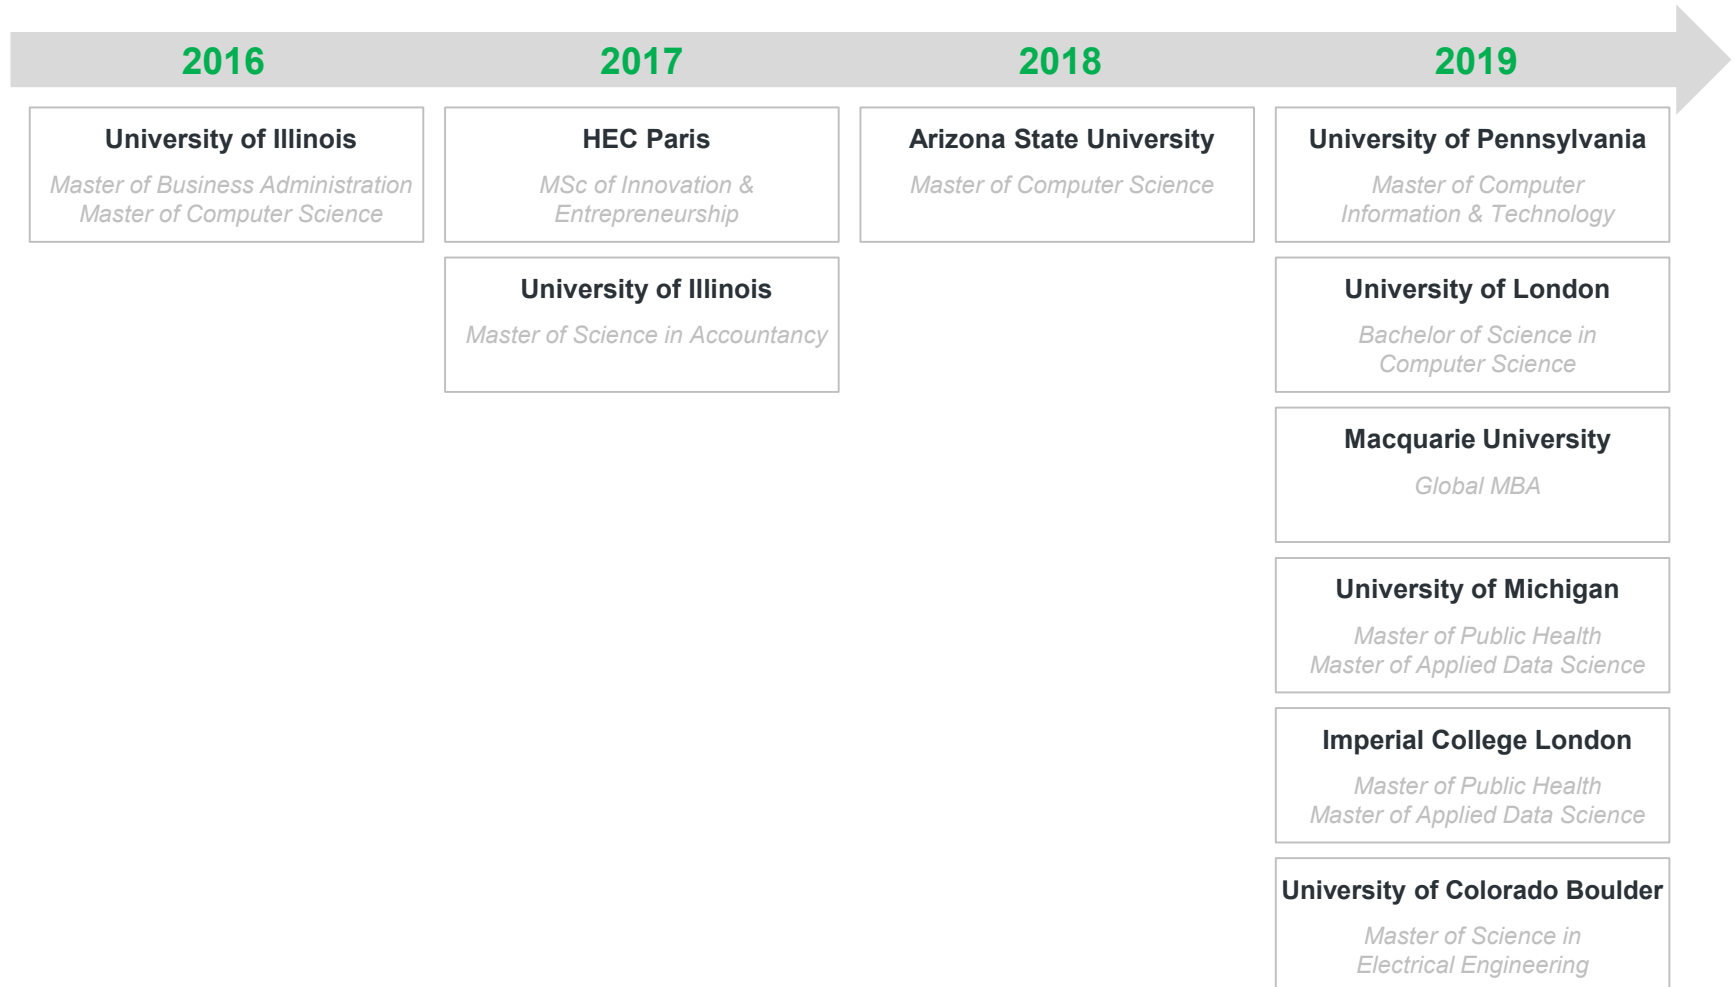 2016
2017
2018
2019
University of Illinois
Master of Business Administration
Master of Computer Science
HEC Paris
MSc of Innovation &
Entrepreneurship
University of Illinois
Master of Science in Accountancy
Arizona State University
Master of Computer Science
University of Pennsylvania
Master of Computer
Information & Technology
University of London
Bachelor of Science in
Computer Science
Macquarie University
Global MBA
University of Michigan
Master of Public Health
Master of Applied Data Science
Imperial College London
Master of Public Health
Master of Applied Data Science
University of Colorado Boulder
Master of Science in
Electrical Engineering